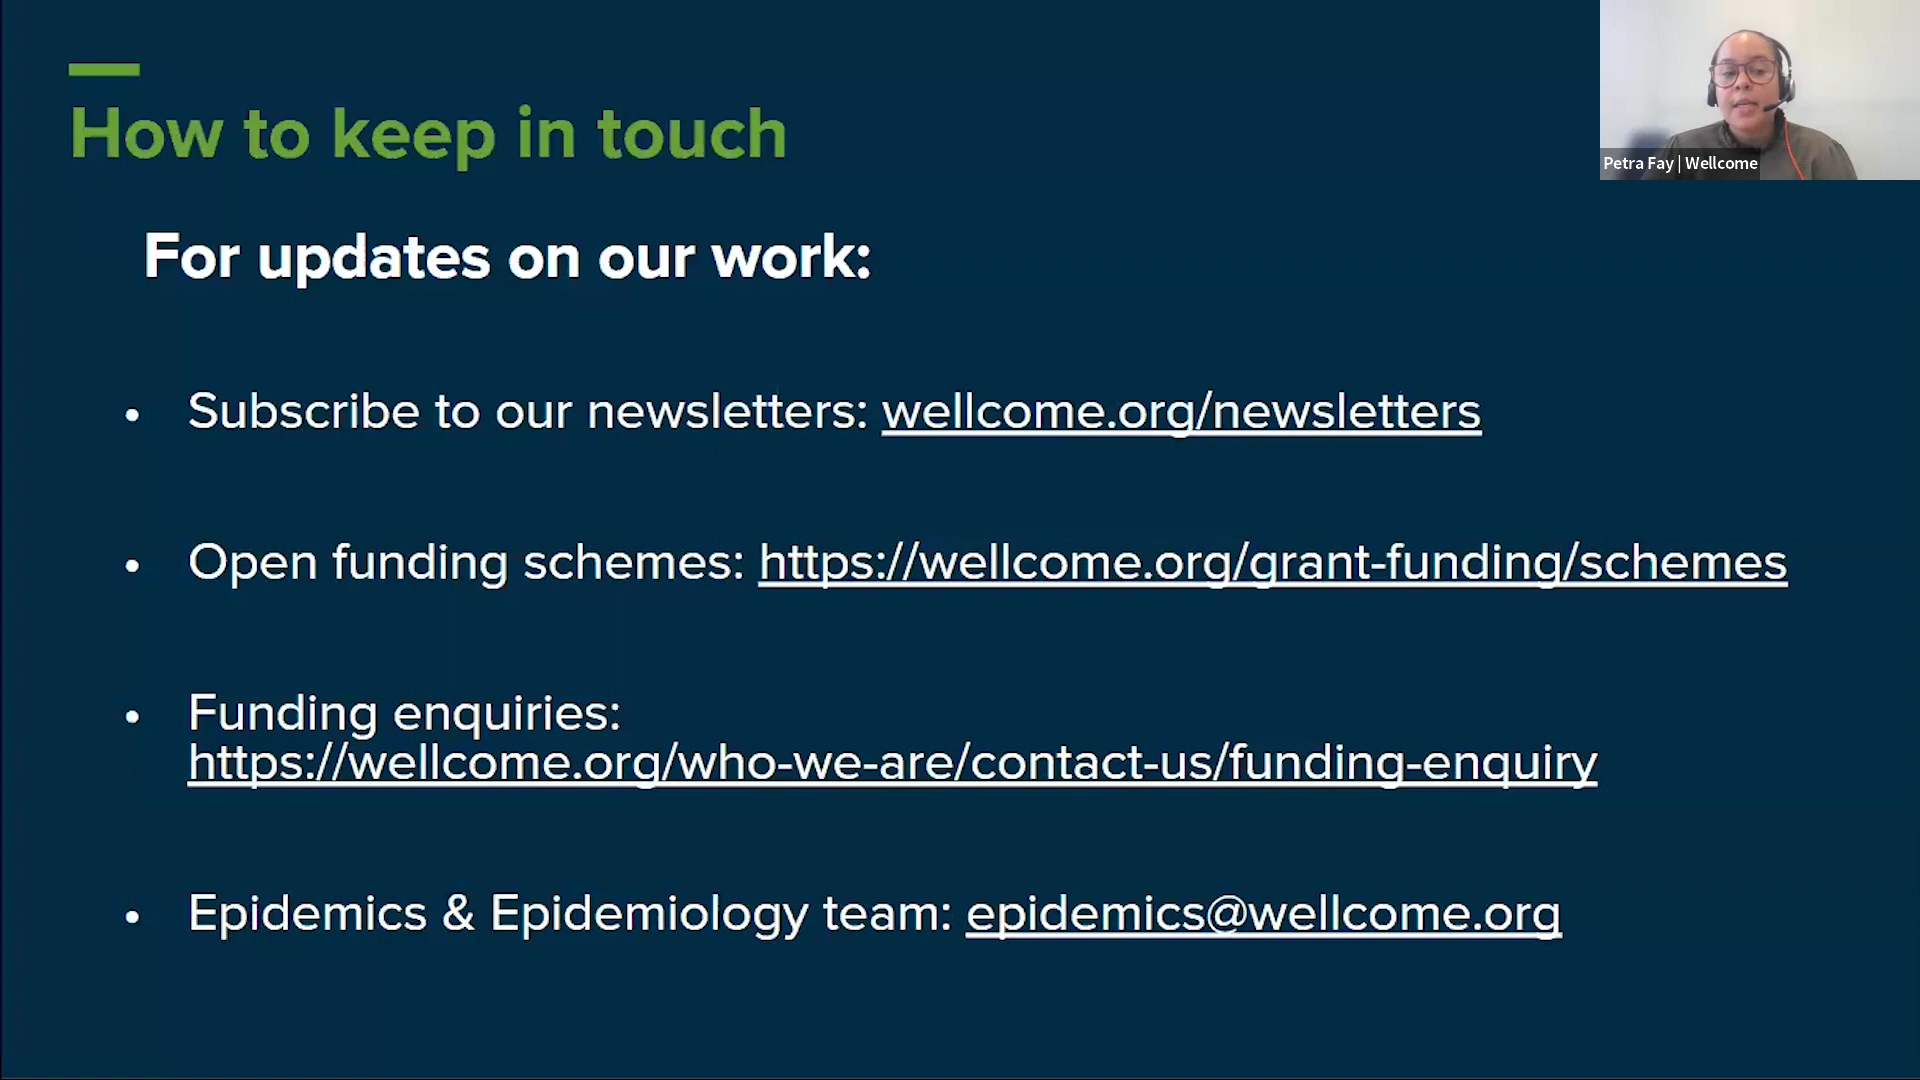 How to keep in touch
Petra Fay | Wellcome
For updates on our work:
• Subscribe to our newsletters: wellcome.org/newsletters
• Open funding schemes: https://wellcome.org/grant-funding/schemes
• Funding enquiries:
https://wellcome.org/who-we-are/contact-us/funding-enquiry
• Epidemics & Epidemiology team: epidemics@wellcome.org